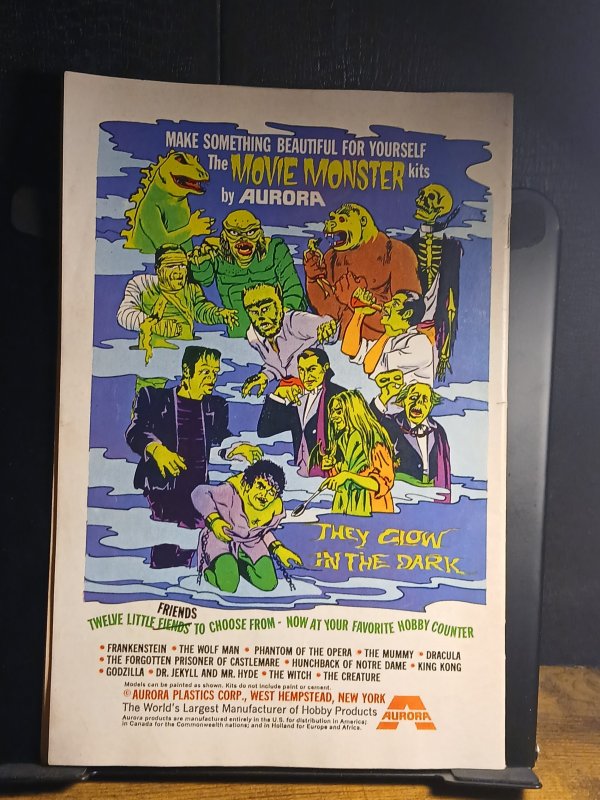 MAKE SOMETHING BEAUTIFUL FOR YOURSELF
The MOVIE MONSTER kits
by AURORA
THEY GLOW
IN THE DARK
FRIENDS
TWELVE LITTLE FIENDS TO CHOOSE FROM - NOW AT YOUR FAVORITE HOBBY COUNTER
• FRANKENSTEIN • THE WOLF MAN • PHANTOM OF THE OPERA • THE MUMMY • DRACULA
• THE FORGOTTEN PRISONER OF CASTLEMARE • HUNCHBACK OF NOTRE DAME • KING KONG
• GODZILLA • DR. JEKYLL AND MR. HYDE • THE WITCH • THE CREATURE
Models can be painted as shown. Kits do not include paint or cement.
© AURORA PLASTICS CORP., WEST HEMPSTEAD, NEW YORK
The World's Largest Manufacturer of Hobby Products
Aurora products are manufactured entirely in the U.S. for distribution in America;
in Canada for the Commonwealth nations; and in Holland for Europe and Africa.
AURORA